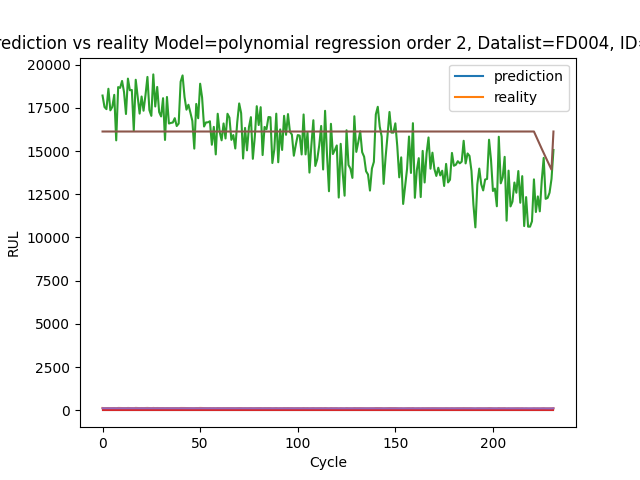 rediction vs reality Model=polynomial regression order 2, Datalist=FD004, ID=
prediction
reality
20000
17500
15000
12500
10000
7500
5000
2500
0
RUL
0 50 100 150 200
Cycle